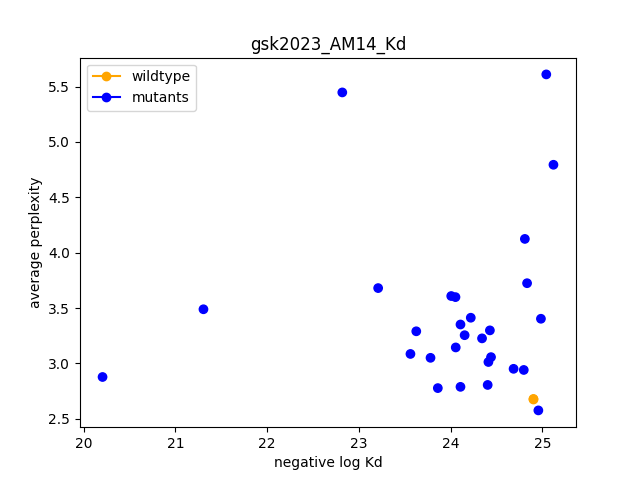 gsk2023_AM14_Kd
wildtype
mutants
average perplexity
5.5
5.0
4.5
4.0
3.5
3.0
2.5
20 21 22 23 24 25
negative log Kd